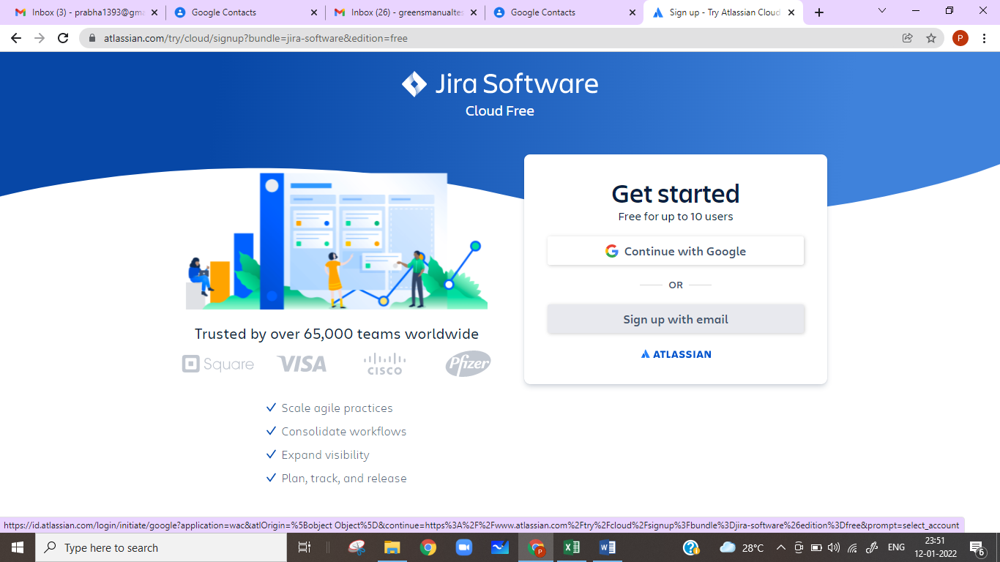 Inbox (3) - prabha1393@gma
Google Contacts
Inbox (26) - greensmanualtes
Google Contacts
Sign up - Try Atlassian Cloud
atlassian.com/try/cloud/signup?bundle=jira-software&edition=free
P
Jira Software
Cloud Free
Get started
Free for up to 10 users
Continue with Google
OR
Sign up with email
ATLASSIAN
Trusted by over 65,000 teams worldwide
Square VISA CISCO Pfizer
Scale agile practices
Consolidate workflows
Expand visibility
Plan, track, and release
https://id.atlassian.com/login/initiate/google?application=wac&atlOrigin=%5Bobject Object%5D&continue=https%3A%2F%2Fwww.atlassian.com%2Ftry%2Fcloud%2Fsignup%3Fbundle%3Djira-software%26edition%3Dfree&prompt=select_account
Type here to search
P
28°C
ENG
23:51
12-01-2022
6